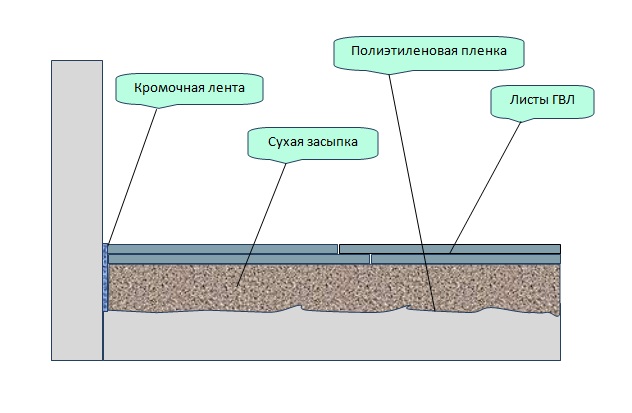 Полиэтиленовая пленка
Кромочная лента
Листы ГВЛ
Сухая засыпка